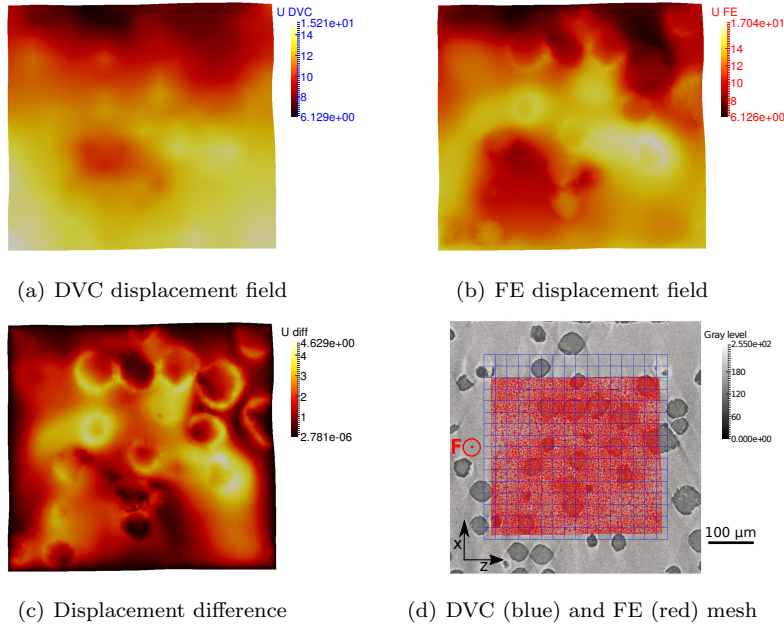 U DVC
1.521e+01
14
12
10
8
6.129e+00
(a) DVC displacement field
U FE
1.704e+01
14
12
10
8
6.126e+00
(b) FE displacement field
U diff
4.629e+00
4
3
2
1
2.781e-06
(c) Displacement difference
Gray level
2.550e+02
180
120
60
0.000e+00
F
x
z
100 µm
(d) DVC (blue) and FE (red) mesh